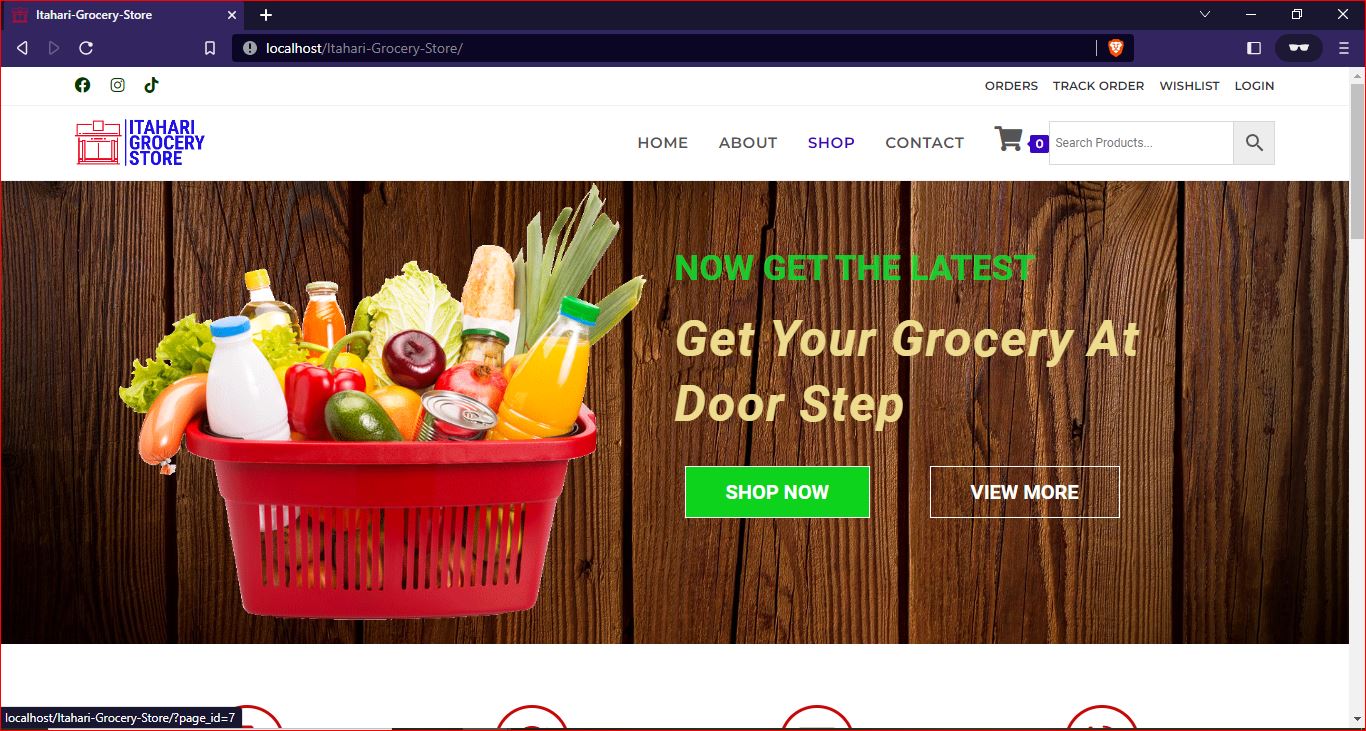 Itahari-Grocery-Store
localhost/Itahari-Grocery-Store/
ORDERS TRACK ORDER WISHLIST LOGIN
ITAHARI
GROCERY
STORE
HOME ABOUT SHOP CONTACT 0 Search Products...
NOW GET THE LATEST
Get Your Grocery At
Door Step
SHOP NOW VIEW MORE
localhost/Itahari-Grocery-Store/?page_id=7